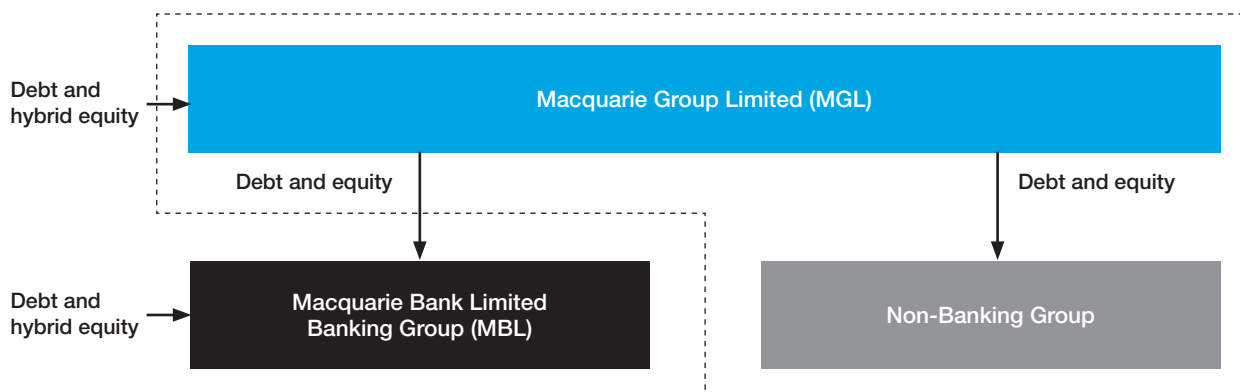 Debt and
hybrid equity
Macquarie Group Limited (MGL)
Debt and equity
Debt and equity
Debt and
hybrid equity
Macquarie Bank Limited
Banking Group (MBL)
Non-Banking Group